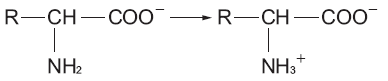 R—CH—COO⁻ → R—CH—COO⁻
NH₂ NH₃⁺